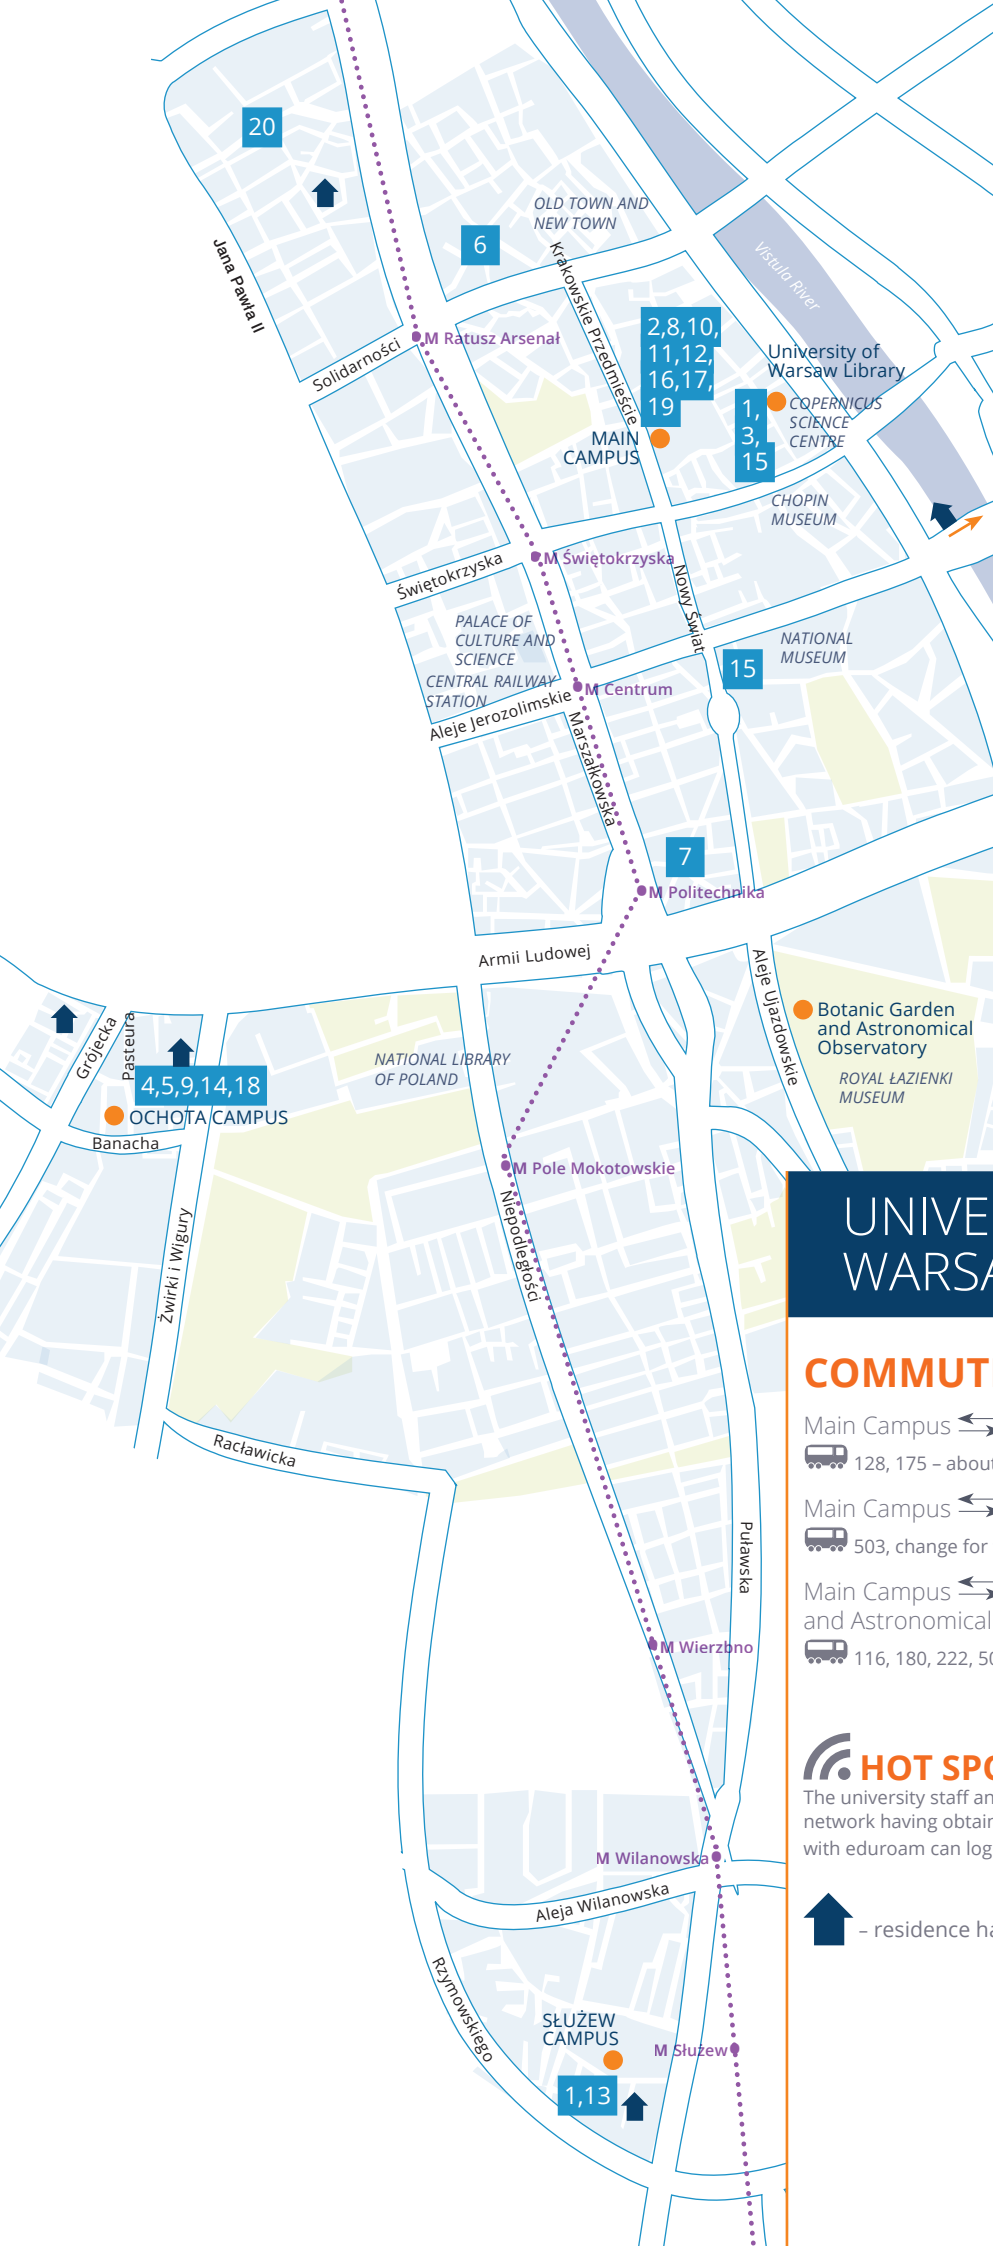 20
OLD TOWN AND
NEW TOWN
6
Jana Pawła II
Krakowskie Przedmieście
Vistula River
M Ratusz Arsenał
Solidarności
2,8,10,
11,12,
16,17,
19
University of
Warsaw Library
1,
3,
15
COPERNICUS
SCIENCE
CENTRE
MAIN
CAMPUS
CHOPIN
MUSEUM
M Świętokrzyska
Świętokrzyska
Nowy Świat
PALACE OF
CULTURE AND
SCIENCE
CENTRAL RAILWAY
STATION
NATIONAL
MUSEUM
15
M Centrum
Aleje Jerozolimskie
Marszałkowska
7
M Politechnika
Armii Ludowej
Aleje Ujazdowskie
Botanic Garden
and Astronomical
Observatory
ROYAL ŁAZIENKI
MUSEUM
Grójecka
Pasteura
NATIONAL LIBRARY
OF POLAND
4,5,9,14,18
OCHOTA CAMPUS
Banacha
M Pole Mokotowskie
Niepodległości
Żwirki i Wigury
UNIVE
WARSA
COMMUT
Main Campus
128, 175 – about
Main Campus
503, change for
Main Campus
and Astronomical
116, 180, 222, 50
Racławicka
Puławska
M Wierzbno
HOT SPO
The university staff an
network having obtain
with eduroam can log
M Wilanowska
Aleja Wilanowska
– residence ha
Rzymowskiego
SŁUŻEW
CAMPUS
M Służew
1,13